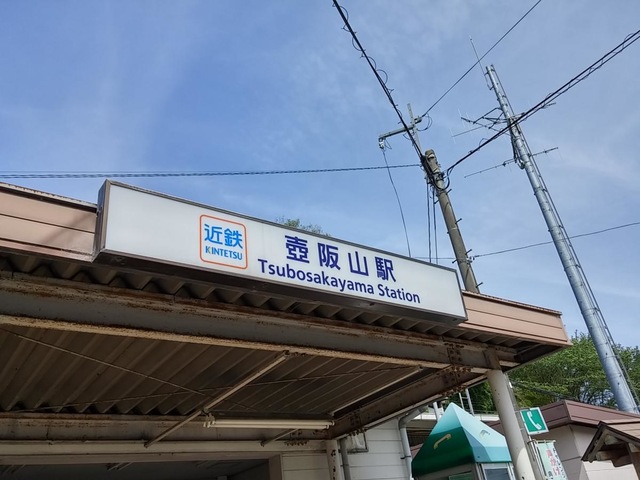 近鉄
KINTETSU
壺阪山駅
Tsubosakayama Station